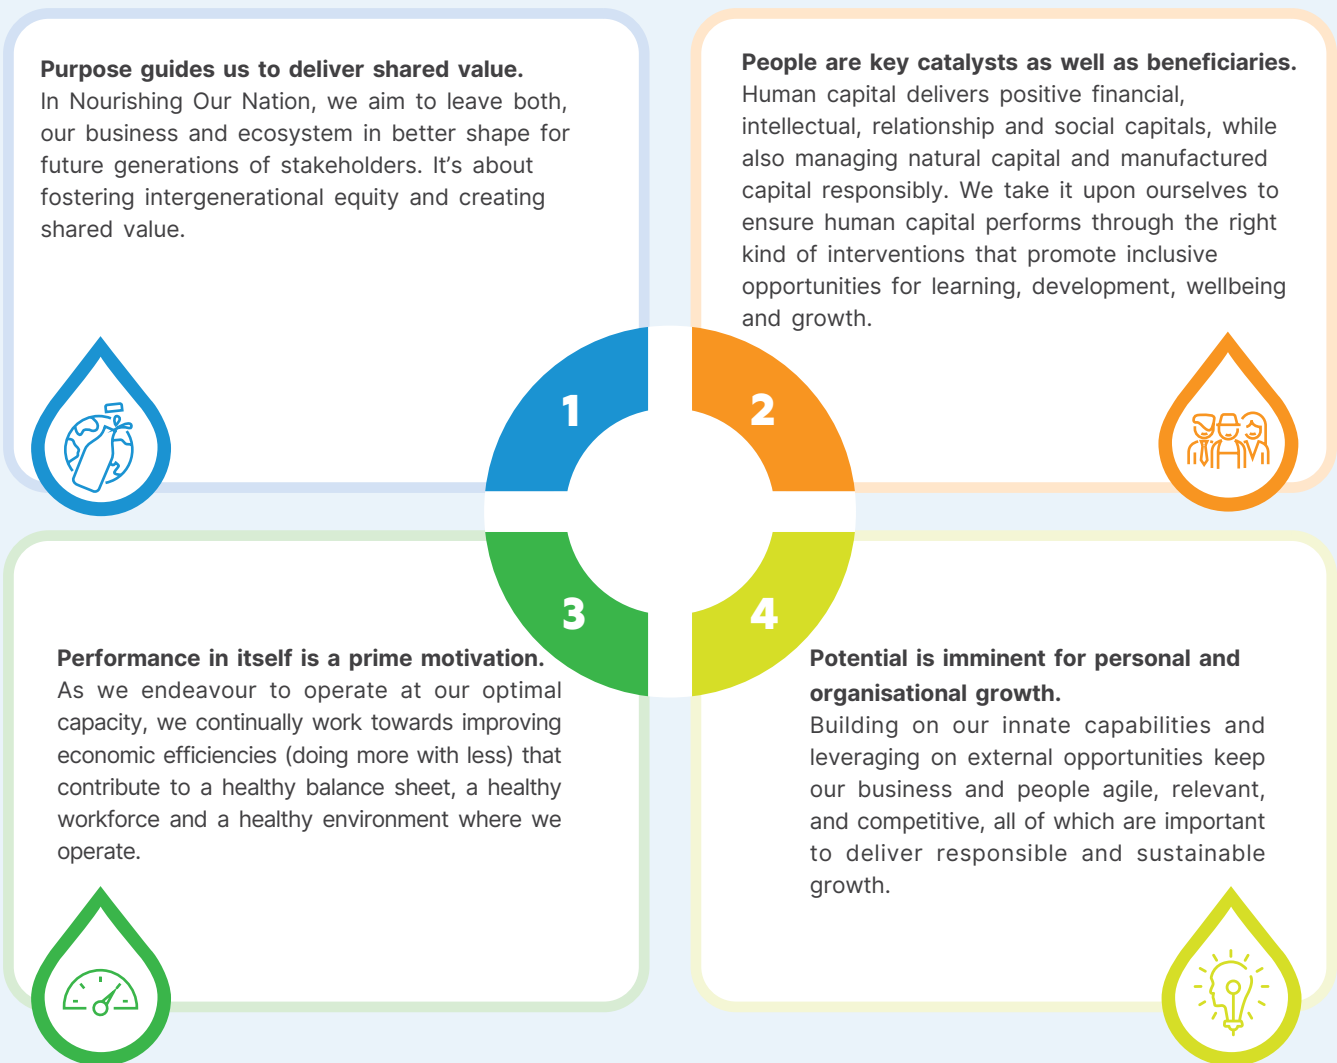 Purpose guides us to deliver shared value.
In Nourishing Our Nation, we aim to leave both,
our business and ecosystem in better shape for
future generations of stakeholders. It’s about
fostering intergenerational equity and creating
shared value.
1
People are key catalysts as well as beneficiaries.
Human capital delivers positive financial,
intellectual, relationship and social capitals, while
also managing natural capital and manufactured
capital responsibly. We take it upon ourselves to
ensure human capital performs through the right
kind of interventions that promote inclusive
opportunities for learning, development, wellbeing
and growth.
2
3
Performance in itself is a prime motivation.
As we endeavour to operate at our optimal
capacity, we continually work towards improving
economic efficiencies (doing more with less) that
contribute to a healthy balance sheet, a healthy
workforce and a healthy environment where we
operate.
4
Potential is imminent for personal and
organisational growth.
Building on our innate capabilities and
leveraging on external opportunities keep
our business and people agile, relevant,
and competitive, all of which are important
to deliver responsible and sustainable
growth.